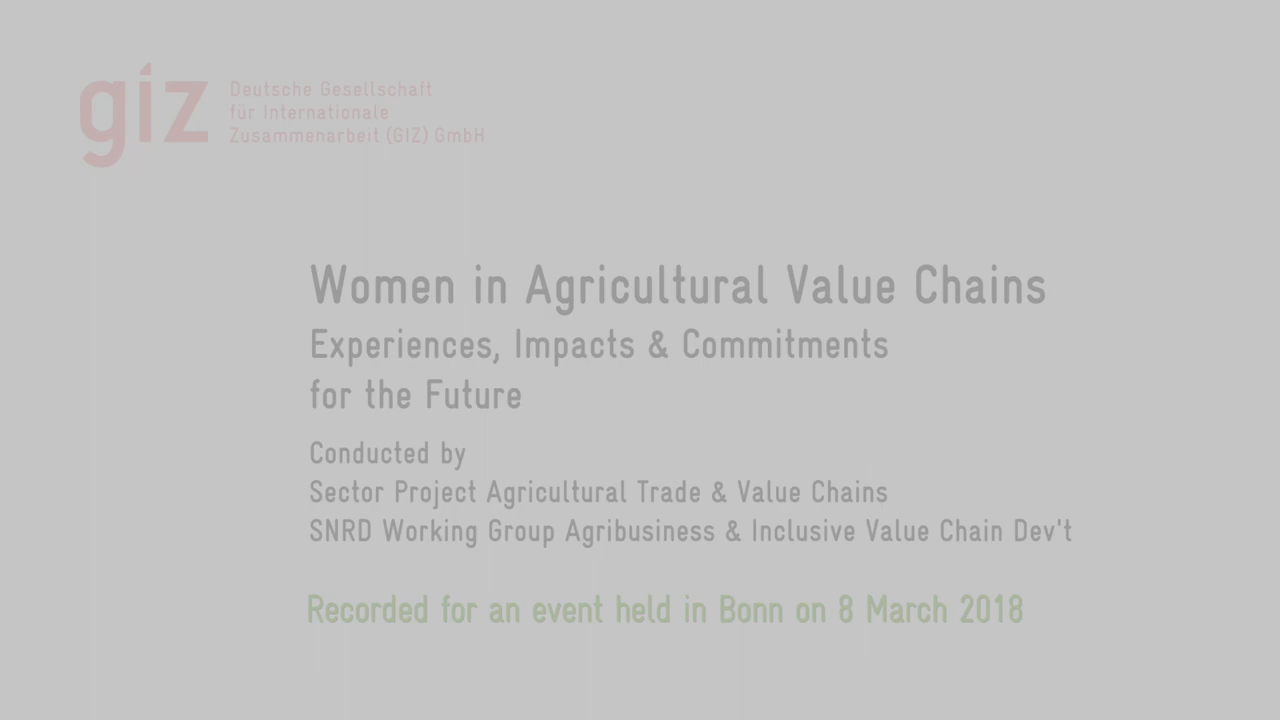 giz
Deutsche Gesellschaft
für Internationale
Zusammenarbeit (GIZ) GmbH
Women in Agricultural Value Chains
Experiences, Impacts & Commitments
for the Future
Conducted by
Sector Project Agricultural Trade & Value Chains
SNRD Working Group Agribusiness & Inclusive Value Chain Dev't
Recorded for an event held in Bonn on 8 March 2018